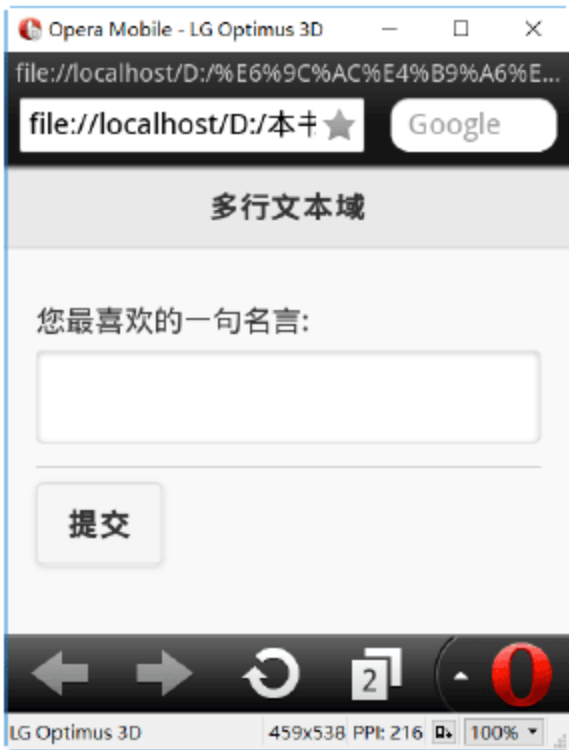 Opera Mobile - LG Optimus 3D
file://localhost/D:/%E6%9C%AC%E4%B9%A6%E...
file://localhost/D:/本
Google
多行文本域
您最喜欢的一句名言:
提交
2
LG Optimus 3D 459x538 PPI: 216 100%